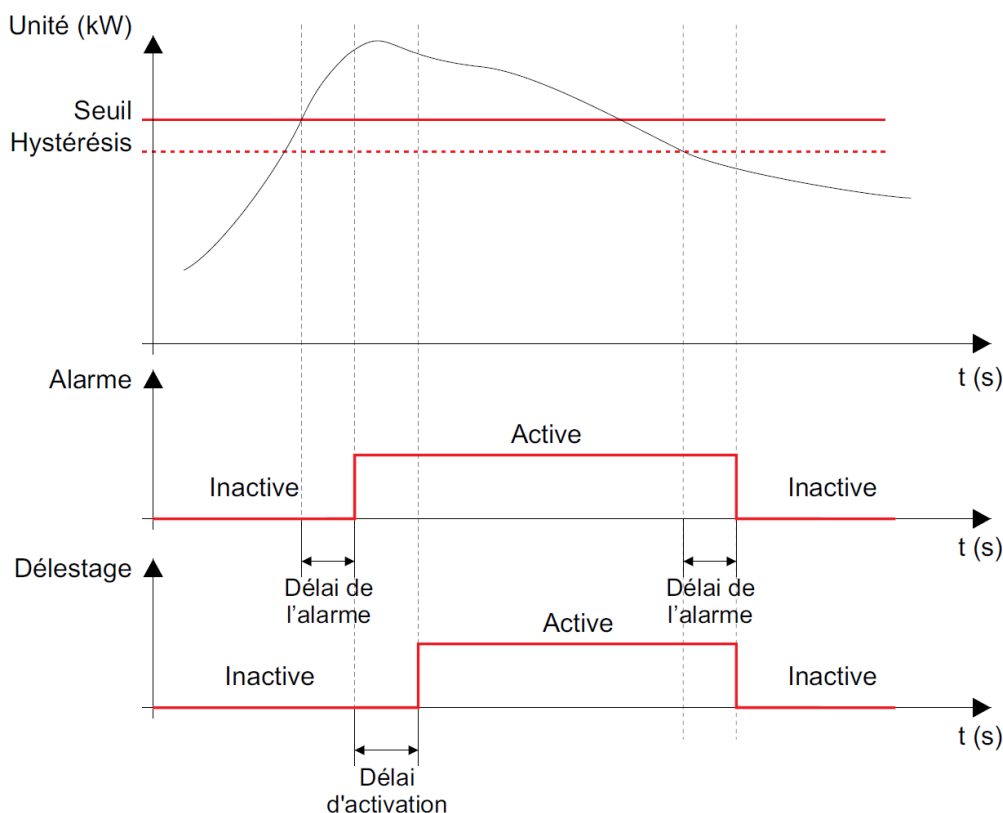 Unité (kW)
Seuil
Hystérésis
t (s)
Alarme
Active
Inactive
Inactive
t (s)
Délestage
Délai de
l’alarme
Délai de
l’alarme
Active
Inactive
Inactive
t (s)
Délai
d'activation